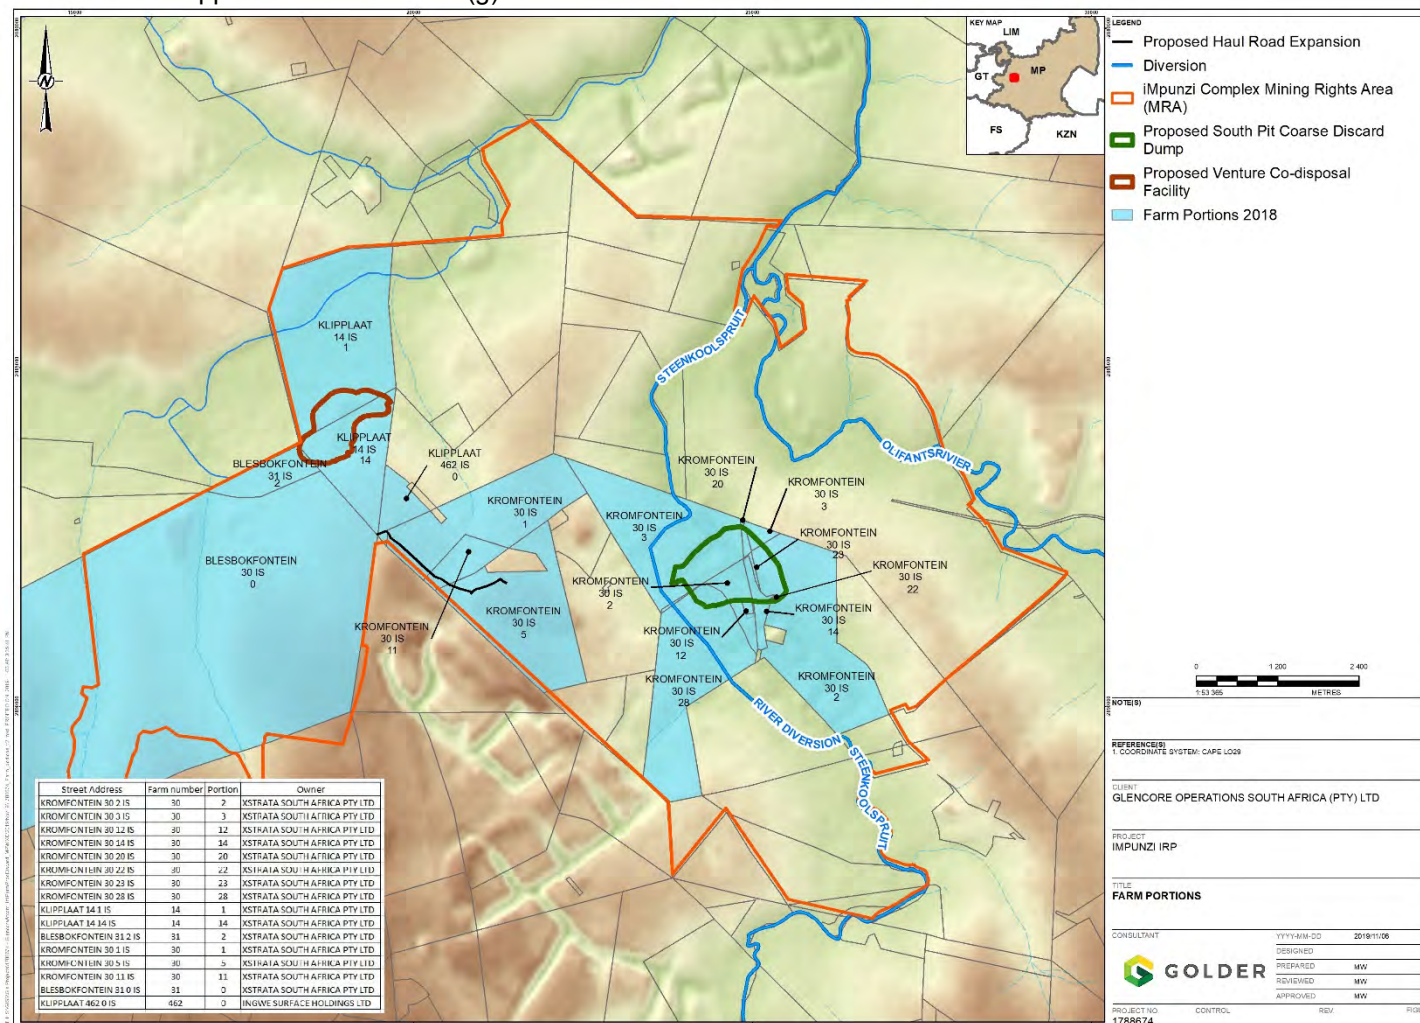 15000
20000
25000
30000
KEY MAP
LIM
GT
MP
FS
KZN
N
LEGEND
Proposed Haul Road Expansion
Diversion
iMpunzi Complex Mining Rights Area
(MRA)
Proposed South Pit Coarse Discard
Dump
Proposed Venture Co-disposal
Facility
Farm Portions 2018
KLIPPLAAT
14 IS
1
STEENKOOLSPRUIT
KLIPPLAAT
14 IS
14
BLESBOKFONTEIN
31 IS
2
KLIPPLAAT
462 IS
0
OLIFANTSRIVIER
KROMFONTEIN
30 IS
20
KROMFONTEIN
30 IS
3
KROMFONTEIN
30 IS
1
KROMFONTEIN
30 IS
3
KROMFONTEIN
30 IS
23
BLESBOKFONTEIN
30 IS
0
KROMFONTEIN
30 IS
22
KROMFONTEIN
30 IS
2
KROMFONTEIN
30 IS
5
KROMFONTEIN
30 IS
14
KROMFONTEIN
30 IS
11
KROMFONTEIN
30 IS
12
KROMFONTEIN
30 IS
28
KROMFONTEIN
30 IS
2
RIVER DIVERSION
STEENKOOLSPRUIT
Street Address Farm number Portion Owner
KROMFONTEIN 30 2 IS 30 2 XSTRATA SOUTH AFRICA PTY LTD
KROMFONTEIN 30 3 IS 30 3 XSTRATA SOUTH AFRICA PTY LTD
KROMFONTEIN 30 12 IS 30 12 XSTRATA SOUTH AFRICA PTY LTD
KROMFONTEIN 30 14 IS 30 14 XSTRATA SOUTH AFRICA PTY LTD
KROMFONTEIN 30 20 IS 30 20 XSTRATA SOUTH AFRICA PTY LTD
KROMFONTEIN 30 22 IS 30 22 XSTRATA SOUTH AFRICA PTY LTD
KROMFONTEIN 30 23 IS 30 23 XSTRATA SOUTH AFRICA PTY LTD
KROMFONTEIN 30 28 IS 30 28 XSTRATA SOUTH AFRICA PTY LTD
KLIPPLAAT 14 1 IS 14 1 XSTRATA SOUTH AFRICA PTY LTD
KLIPPLAAT 14 14 IS 14 14 XSTRATA SOUTH AFRICA PTY LTD
BLESBOKFONTEIN 31 2 IS 31 2 XSTRATA SOUTH AFRICA PTY LTD
KROMFONTEIN 30 1 IS 30 1 XSTRATA SOUTH AFRICA PTY LTD
KROMFONTEIN 30 5 IS 30 5 XSTRATA SOUTH AFRICA PTY LTD
KROMFONTEIN 30 11 IS 30 11 XSTRATA SOUTH AFRICA PTY LTD
BLESBOKFONTEIN 31 0 IS 31 0 XSTRATA SOUTH AFRICA PTY LTD
KLIPPLAAT 462 0 IS 462 0 INGWE SURFACE HOLDINGS LTD
0 1 200 2 400
1:53 365 METRES
NOTE(S)
REFERENCE(S)
1. COORDINATE SYSTEM: CAPE LO29
CLIENT
GLENCORE OPERATIONS SOUTH AFRICA (PTY) LTD
PROJECT
IMPUNZI IRP
TITLE
FARM PORTIONS
CONSULTANT
GOLDER
YYYY-MM-DD 2019/11/06
DESIGNED
PREPARED MW
REVIEWED MW
APPROVED MW
PROJECT NO. CONTROL REV
1788674